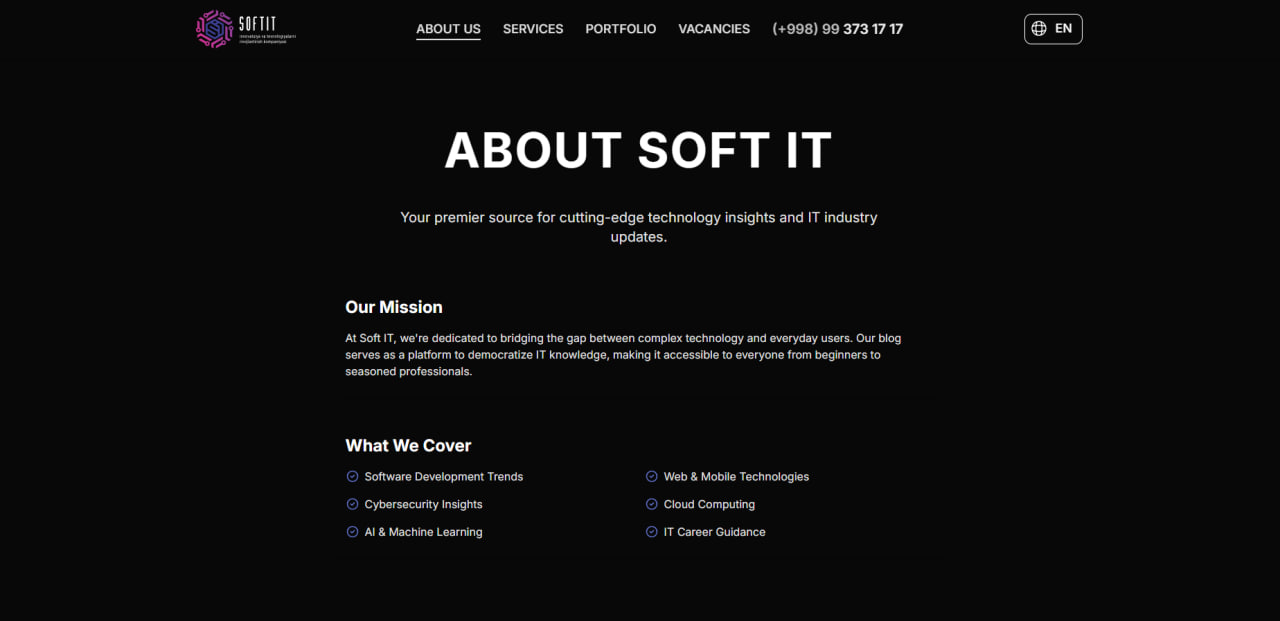 SOFTIT
innovatsiya va texnologiyalarni
rivojlantirish kompaniyasi
ABOUT US SERVICES PORTFOLIO VACANCIES (+998) 99 373 17 17
EN
ABOUT SOFT IT
Your premier source for cutting-edge technology insights and IT industry
updates.
Our Mission
At Soft IT, we're dedicated to bridging the gap between complex technology and everyday users. Our blog
serves as a platform to democratize IT knowledge, making it accessible to everyone from beginners to
seasoned professionals.
What We Cover
Software Development Trends
Web & Mobile Technologies
Cybersecurity Insights
Cloud Computing
AI & Machine Learning
IT Career Guidance